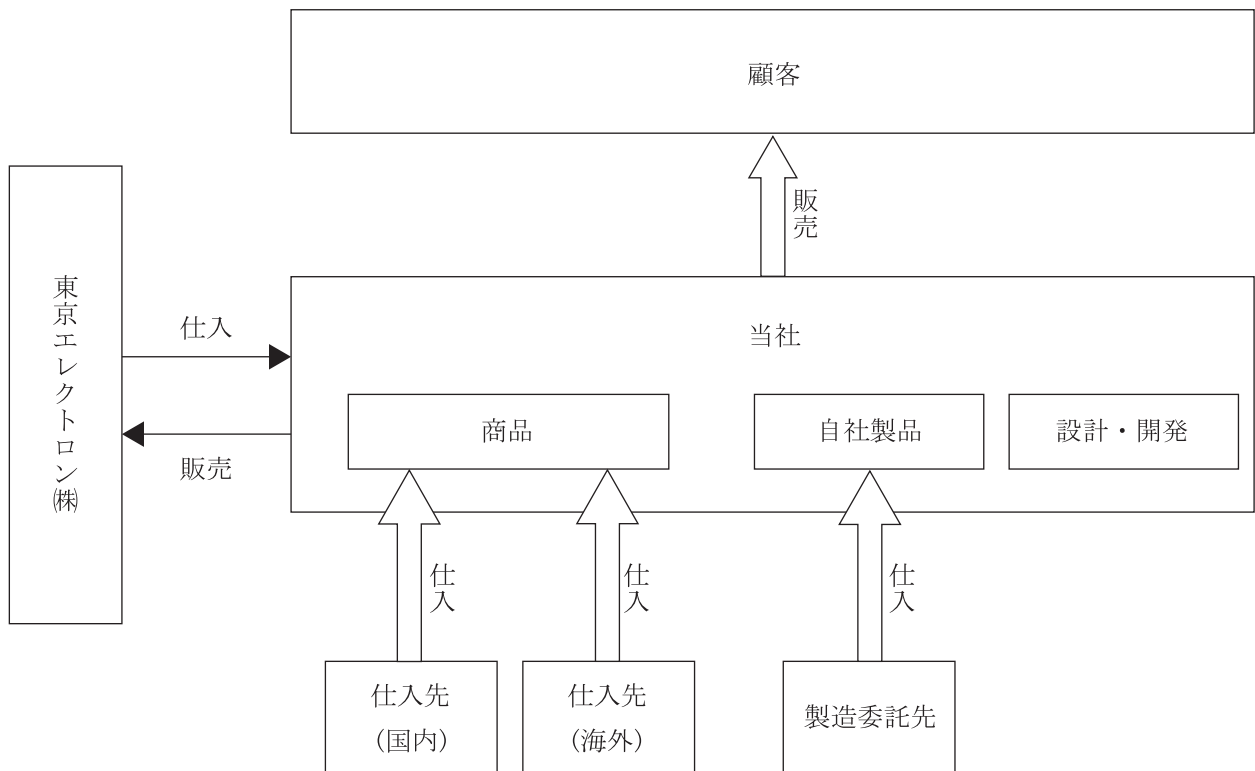 顧客
販売
東京エレクトロン㈱
仕入
販売
当社
商品
自社製品
設計・開発
仕入
仕入
仕入
仕入先
（国内）
仕入先
（海外）
製造委託先